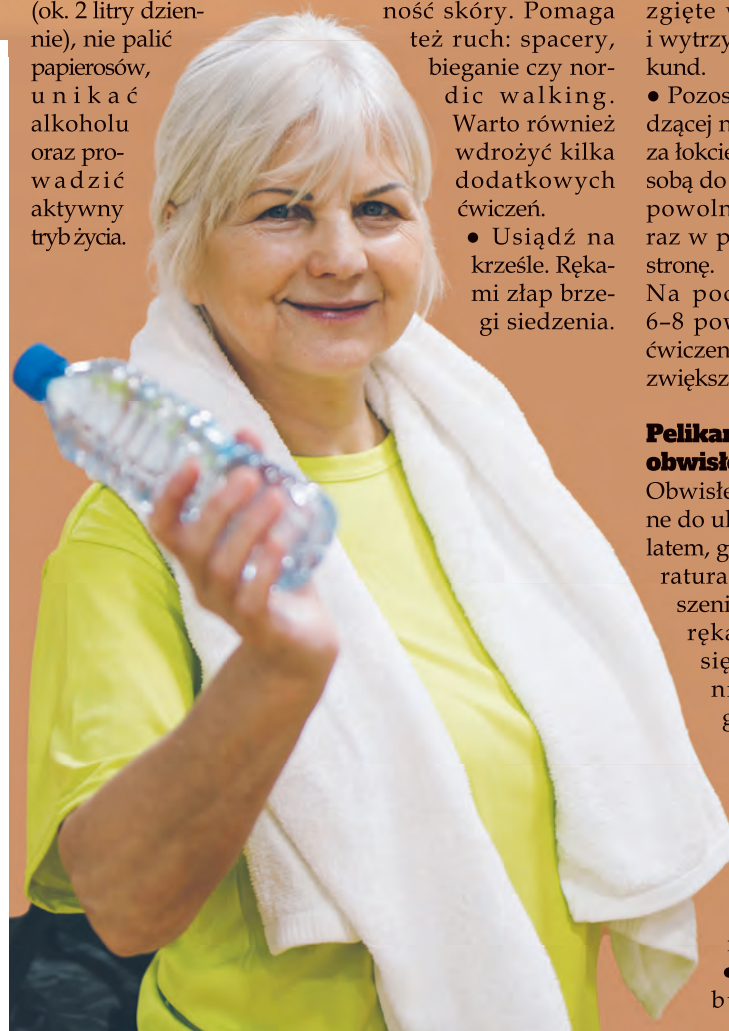 (ok. 2 litry dzien-
nie), nie palić
papierosów,
unikać
alkoholu
oraz pro-
wadzić
aktywny
tryb życia.
ność skóry. Pomaga
też ruch: spacery,
bieganie czy nor-
dic walking.
Warto również
wdrożyć kilka
dodatkowych
ćwiczeń.
● Usiądź na
krześle. Ręka-
mi złap brze-
gi siedzenia.
zgięte
i wytrzy
kund.
● Pozos
dzącej
za łokcie
sobą do
powoln
raz w p
stronę.
Na pod
6–8 pow
ćwiczen
zwiększ
Pelikan
obwisłe
Obwisłe
ne do ul
latem, g
ratura
szeni
ręka
się
ni
g
●
b